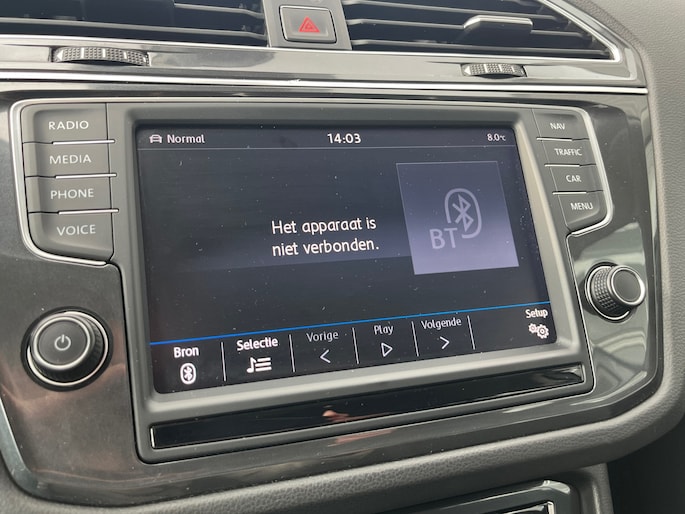 RADIO
MEDIA
PHONE
VOICE
Normal
14:03
8.0°C
Het apparaat is
niet verbonden.
BT
Bron
Selectie
Vorige
Play
Volgende
Setup
NAV
TRAFFIC
CAR
MENU